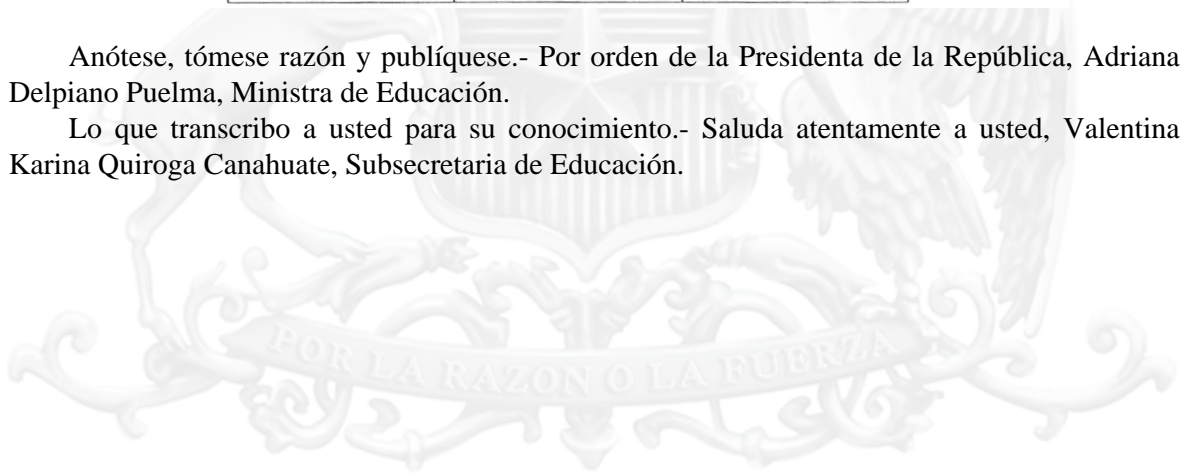 Anótese, tómese razón y publíquese.- Por orden de la Presidenta de la República, Adriana
Delpiano Puelma, Ministra de Educación.
Lo que transcribo a usted para su conocimiento.- Saluda atentamente a usted, Valentina
Karina Quiroga Canahuate, Subsecretaria de Educación.
POR LA RAZON O LA FUERZA